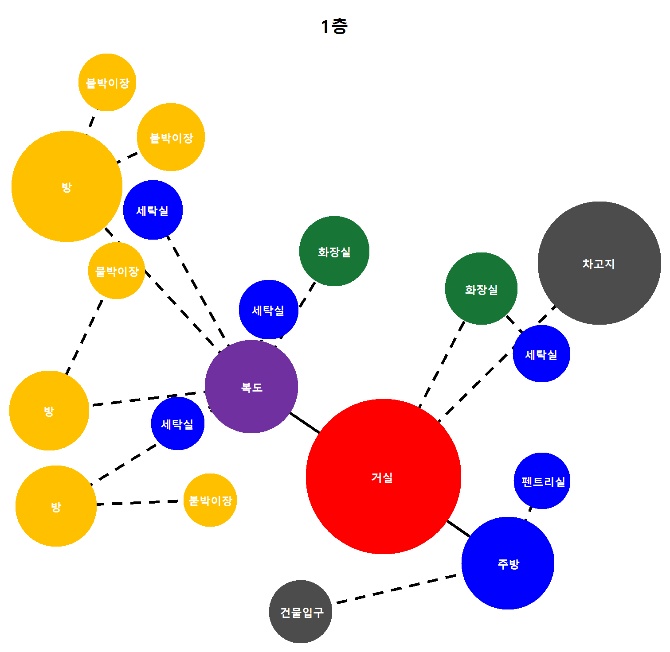 1층
붙박이장
붙박이장
방
세탁실
화장실
차고지
붙박이장
화장실
세탁실
세탁실
복도
방
세탁실
거실
펜트리실
방
붙박이장
주방
건물입구